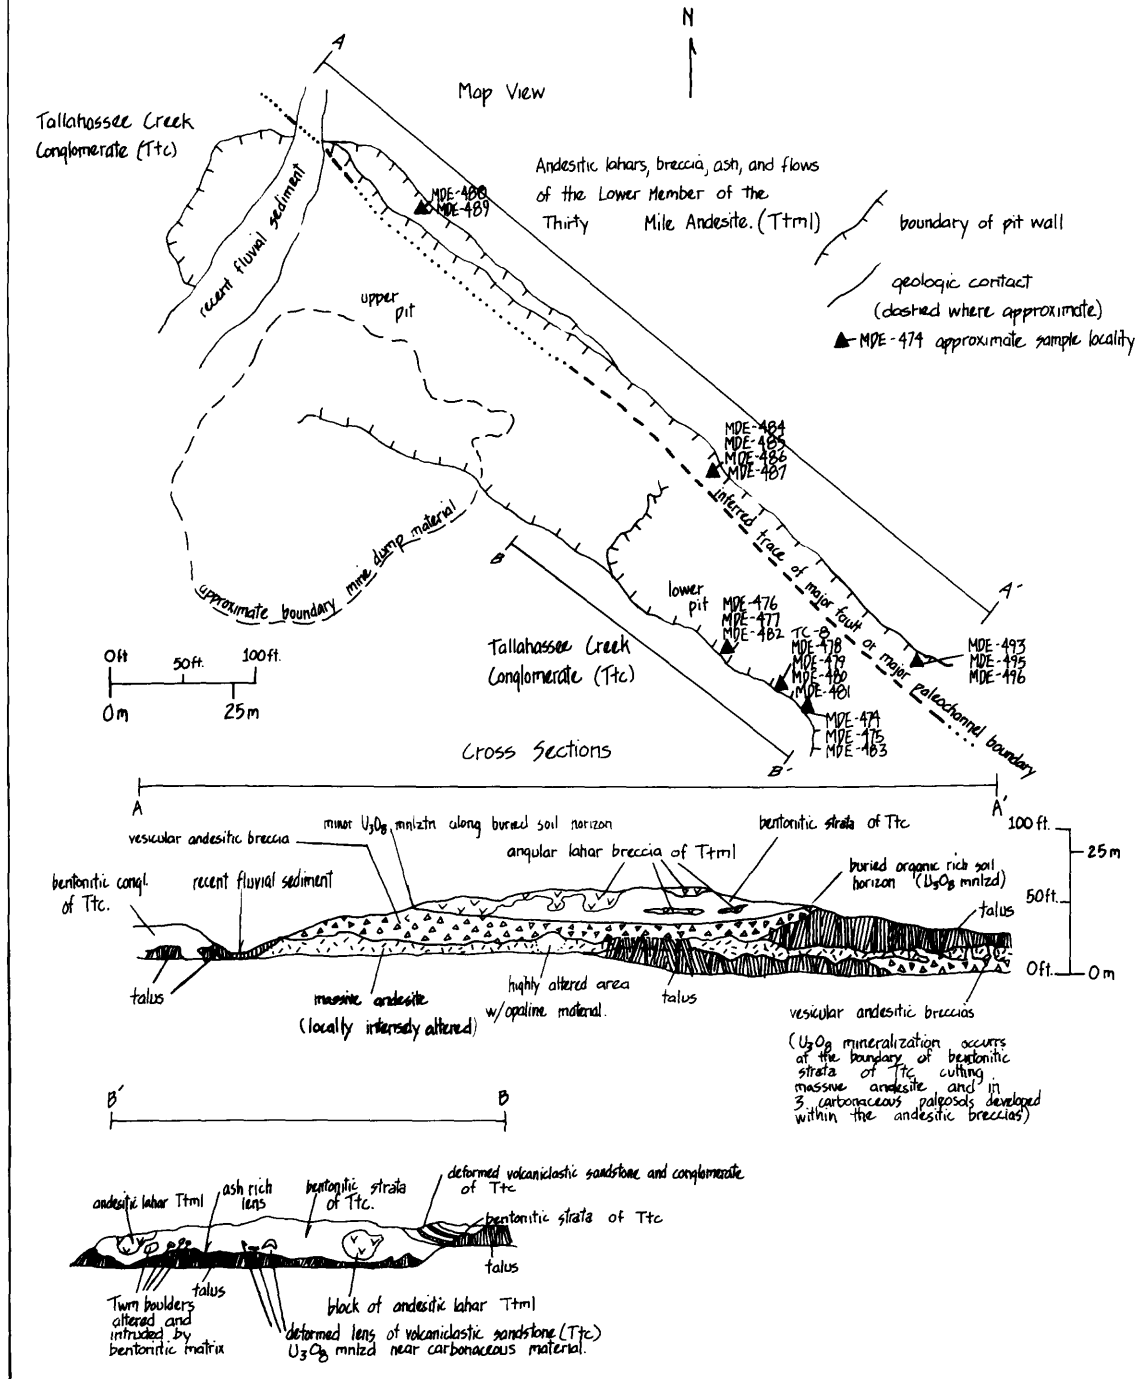 N
A
Map View
Tallahassee Creek
Conglomerate (Ttc)
Andesitic lahars, breccia, ash, and flows
of the Lower Member of the
Thirty Mile Andesite. (Ttml)
MDE-488
MDE-489
recent fluvial sediment
boundary of pit wall
geologic contact
(dashed where approximate)
MDE-474 approximate sample locality
upper
pit
MDE-484
MDE-485
MDE-486
MDE-487
inferred trace of major fault or major paleochannel boundary
approximate boundary mine dump material
B
A'
lower
pit
MDE-476
MDE-477
MDE-482
TC-8
MDE-478
MDE-479
MDE-480
MDE-481
MDE-493
MDE-495
MDE-496
Tallahassee Creek
Conglomerate (Ttc)
MDE-474
MDE-475
MDE-483
B'
0ft 50ft. 100ft.
0m 25m
Cross Sections
A A'
minor U3O8 mnlztn along buried soil horizon
vesicular andesitic breccia
angular lahar breccia of Ttml
bentonitic strata of Ttc
100 ft.
25 m
50ft.
0ft.
0 m
buried organic rich soil
horizon (U3O8 mnlzd)
bentonitic congl.
of Ttc.
recent fluvial sediment
talus
talus
massive andesite
(locally intensely altered)
highly altered area
w/opaline material.
talus
vesicular andesitic breccias
(U3O8 mineralization occurs
at the boundary of bentonitic
strata of Ttc cutting
massive andesite and in
3 carbonaceous paleosols developed
within the andesitic breccias)
B' B
deformed volcaniclastic sandstone and conglomerate
of Ttc
andesitic lahar Ttml
ash rich
lens
bentonitic strata
of Ttc.
bentonitic strata of Ttc
talus
talus
Twm boulders
altered and
intruded by
bentonitic matrix
block of andesitic lahar Ttml
deformed lens of volcaniclastic sandstone (Ttc)
U3O8 mnlzd near carbonaceous material.